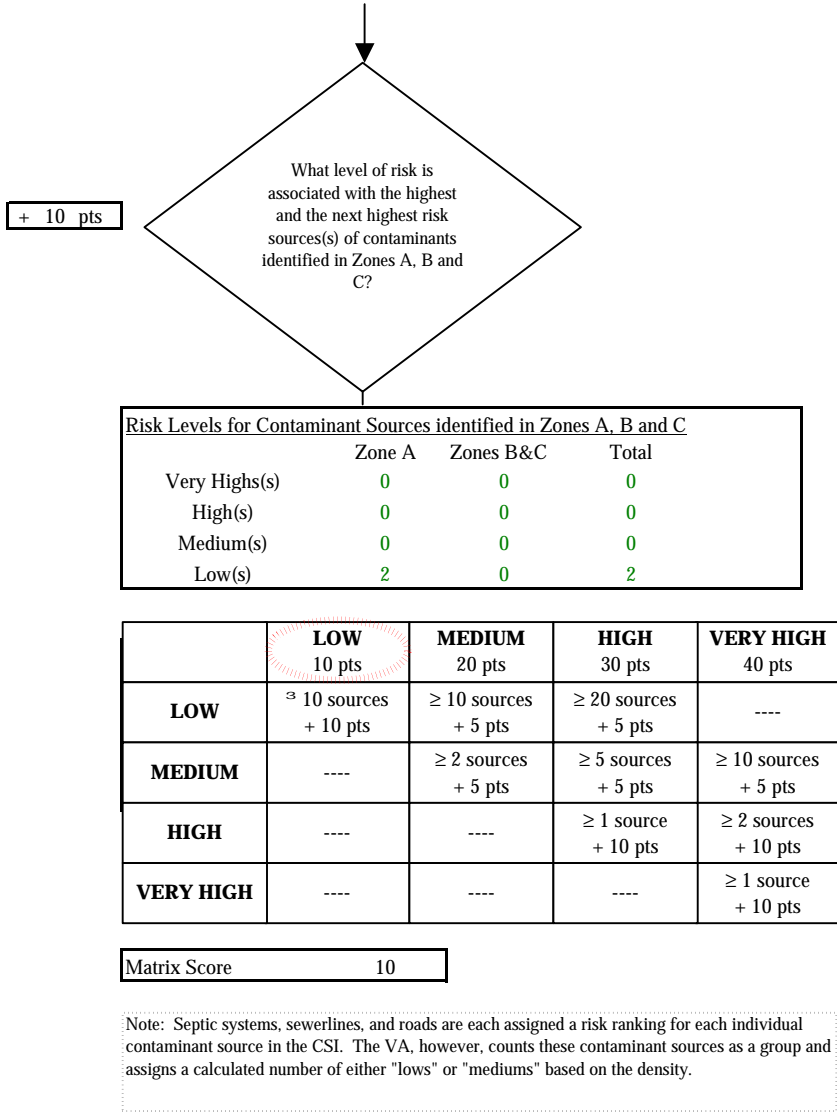 What level of risk is
associated with the highest
and the next highest risk
sources(s) of contaminants
identified in Zones A, B and
C?
+ 10 pts
Risk Levels for Contaminant Sources identified in Zones A, B and C
Zone A Zones B&C Total
Very Highs(s) 0 0 0
High(s) 0 0 0
Medium(s) 0 0 0
Low(s) 2 0 2
LOW MEDIUM HIGH VERY HIGH
10 pts 20 pts 30 pts 40 pts
LOW ³ 10 sources ≥ 10 sources ≥ 20 sources ----
+ 10 pts + 5 pts + 5 pts
MEDIUM ---- ≥ 2 sources ≥ 5 sources ≥ 10 sources
+ 5 pts + 5 pts + 5 pts
HIGH ---- ---- ≥ 1 source ≥ 2 sources
+ 10 pts + 10 pts
VERY HIGH ---- ---- ---- ≥ 1 source
+ 10 pts
Matrix Score 10
Note: Septic systems, sewerlines, and roads are each assigned a risk ranking for each individual
contaminant source in the CSI. The VA, however, counts these contaminant sources as a group and
assigns a calculated number of either "lows" or "mediums" based on the density.